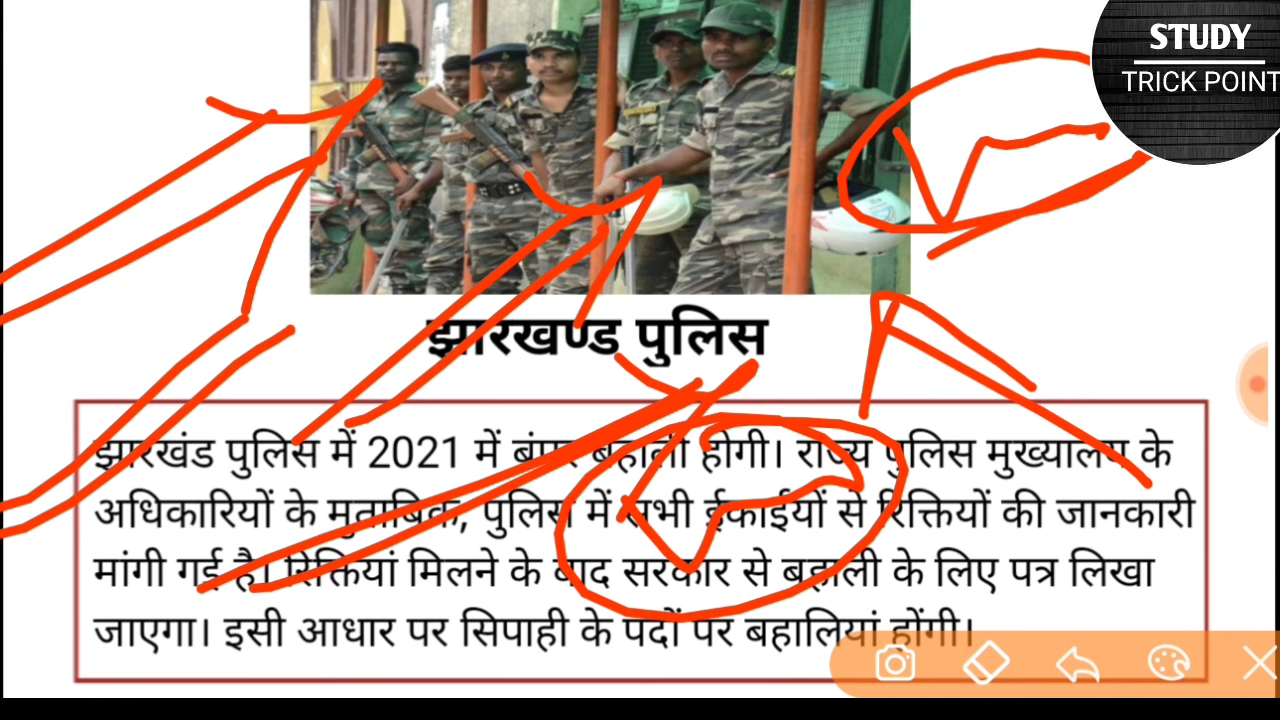 STUDY
TRICK POINT
झारखण्ड पुलिस
झारखंड पुलिस में 2021 में बंपर बहाली होगी। राज्य पुलिस मुख्यालय के
अधिकारियों के मुताबिक, पुलिस में सभी ईकाईयों से रिक्तियों की जानकारी
मांगी गई है। रिक्तियां मिलने के बाद सरकार से बहाली के लिए पत्र लिखा
जाएगा। इसी आधार पर सिपाही के पदों पर बहालियां होंगी।